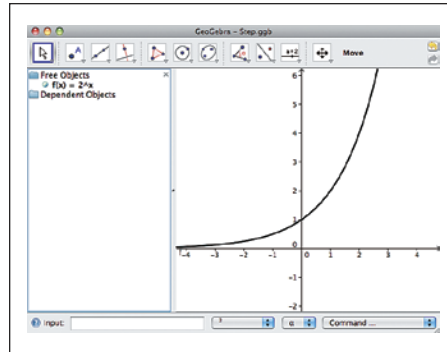 GeoGebra – Step.ggb
a=2
Move
Free Objects
f(x) = 2^x
Dependent Objects
6
5
4
3
2
1
0
-4 -3 -2 -1 0 1 2 3 4
-1
-2
Input:
α
Command ...